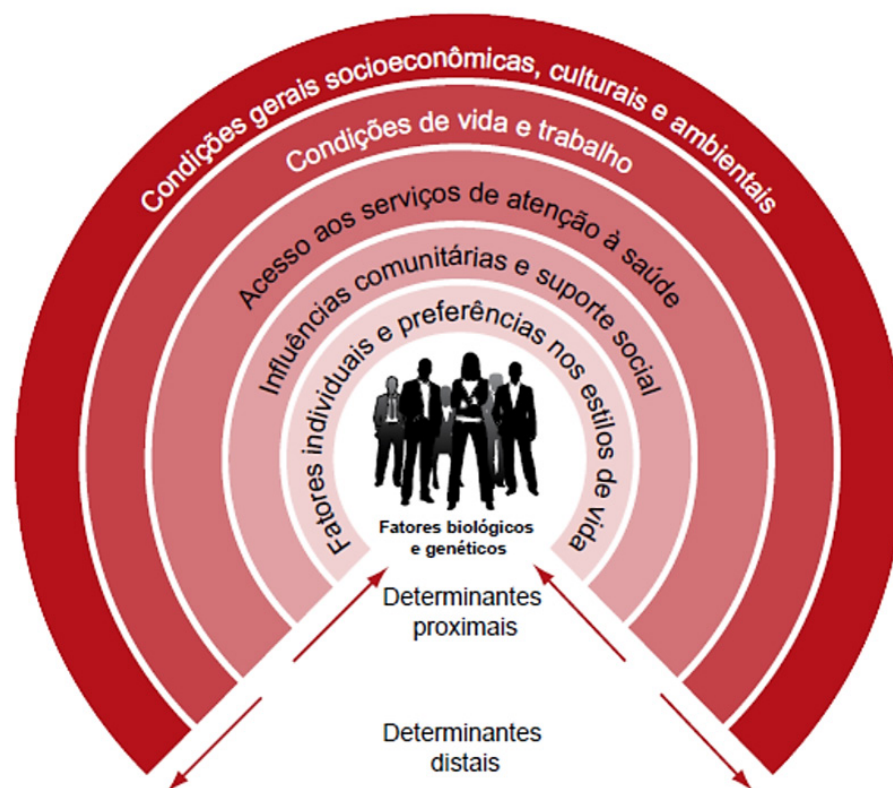 Condições gerais socioeconômicas, culturais e ambientais
Condições de vida e trabalho
Acesso aos serviços de atenção à saúde
Influências comunitárias e suporte social
Fatores individuais e preferências nos estilos de vida
Fatores biológicos
e genéticos
Determinantes
proximais
Determinantes
distais